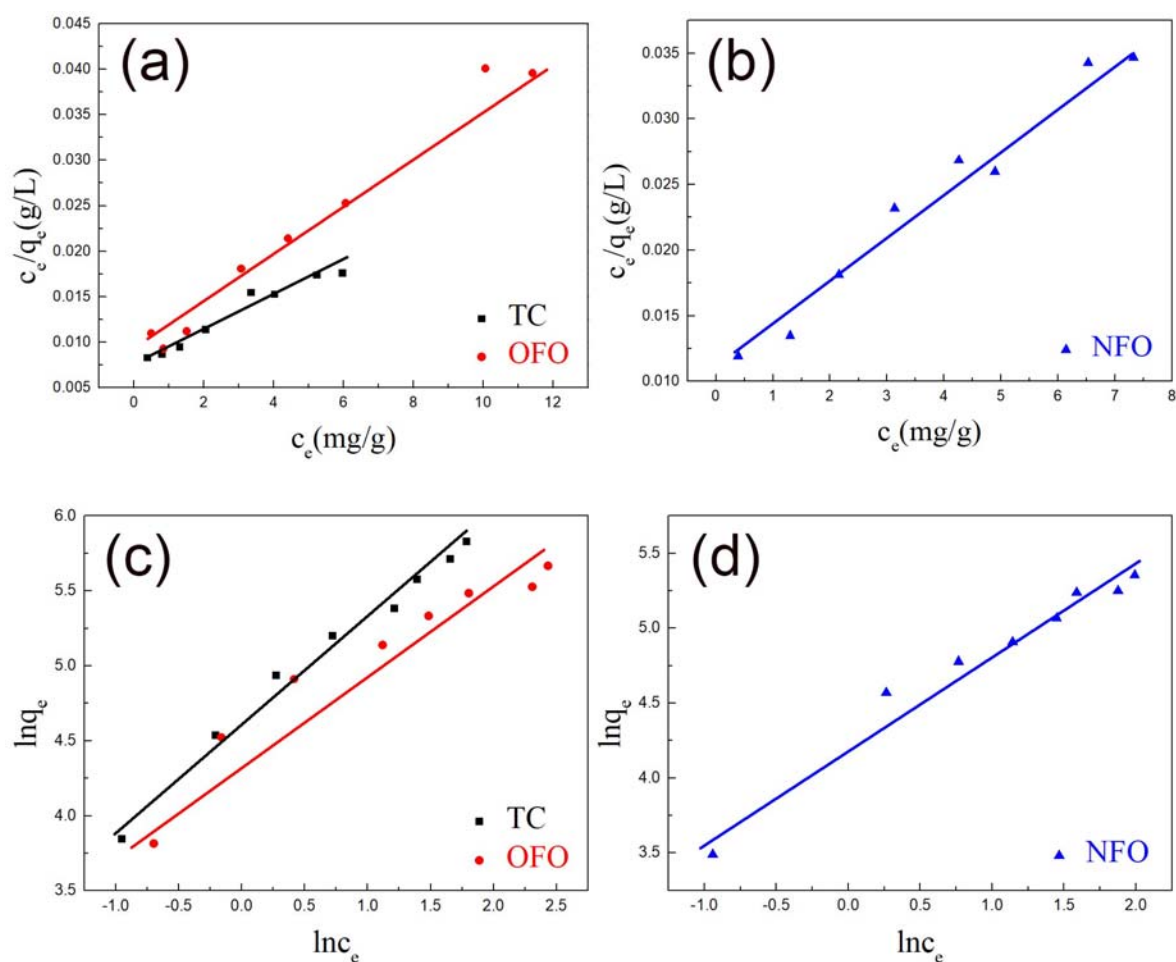 (a)
0.045
0.040
0.035
0.030
0.025
0.020
0.015
0.010
0.005
cₑ/qₑ(g/L)
TC
OFO
0 2 4 6 8 10 12
cₑ(mg/g)
(b)
0.035
0.030
0.025
0.020
0.015
0.010
cₑ/qₑ(g/L)
NFO
0 1 2 3 4 5 6 7 8
cₑ(mg/g)
(c)
6.0
5.5
5.0
4.5
4.0
3.5
lnqₑ
TC
OFO
-1.0 -0.5 0.0 0.5 1.0 1.5 2.0 2.5
lncₑ
(d)
5.5
5.0
4.5
4.0
3.5
lnqₑ
NFO
-1.0 -0.5 0.0 0.5 1.0 1.5 2.0
lncₑ